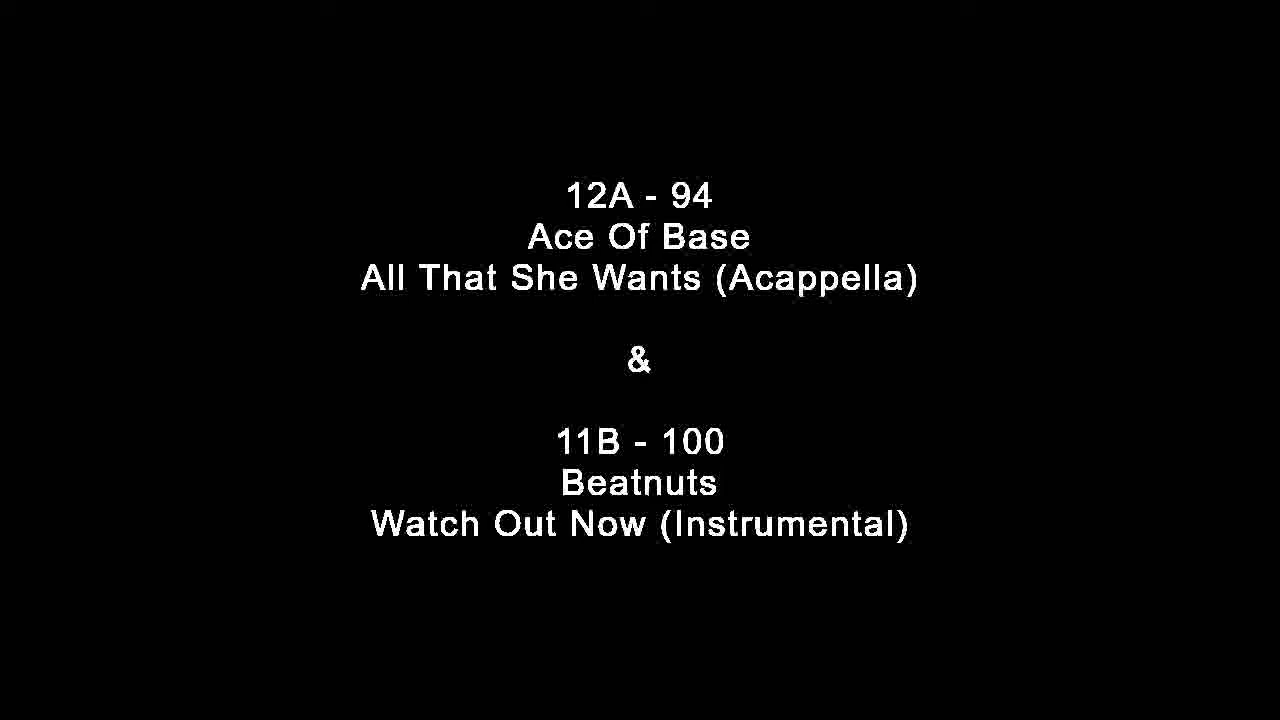 12A - 94
Ace Of Base
All That She Wants (Acappella)
&
11B - 100
Beatnuts
Watch Out Now (Instrumental)